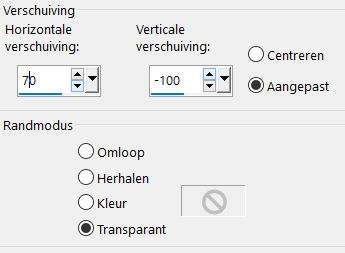 Verschuiving
Horizontale verschuiving:
Verticale verschuiving:
70
-100
Centreren
Aangepast
Randmodus
Omloop
Herhalen
Kleur
Transparant